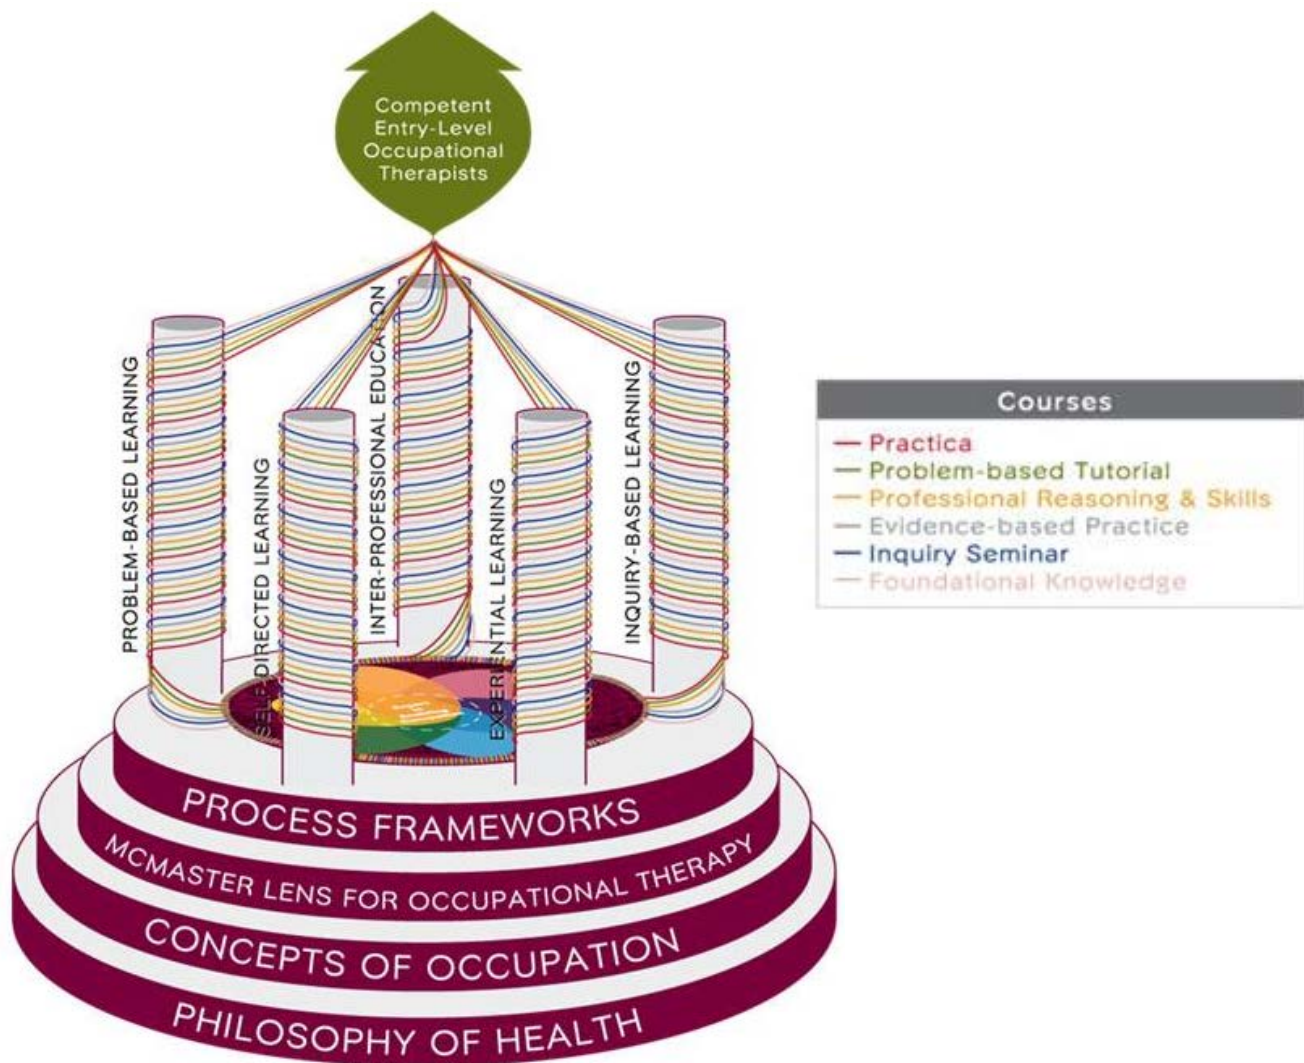 Competent
Entry-Level
Occupational
Therapists
PROBLEM-BASED LEARNING
SELF-DIRECTED LEARNING
INTER-PROFESSIONAL EDUCATION
EXPERIENTIAL LEARNING
INQUIRY-BASED LEARNING
Courses
Practica
Problem-based Tutorial
Professional Reasoning & Skills
Evidence-based Practice
Inquiry Seminar
Foundational Knowledge
PROCESS FRAMEWORKS
MCMASTER LENS FOR OCCUPATIONAL THERAPY
CONCEPTS OF OCCUPATION
PHILOSOPHY OF HEALTH